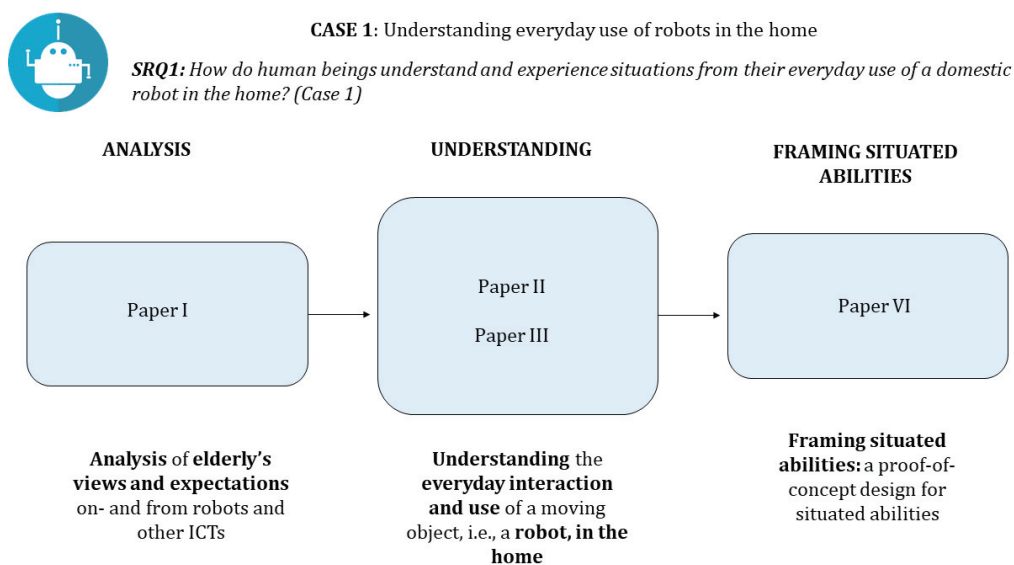 CASE 1: Understanding everyday use of robots in the home
SRQ1: How do human beings understand and experience situations from their everyday use of a domestic
robot in the home? (Case 1)
ANALYSIS
UNDERSTANDING
FRAMING SITUATED
ABILITIES
Paper I
Paper II
Paper III
Paper VI
Analysis of elderly's
views and expectations
on- and from robots and
other ICTs
Understanding the
everyday interaction
and use of a moving
object, i.e., a robot, in the
home
Framing situated
abilities: a proof-of-
concept design for
situated abilities